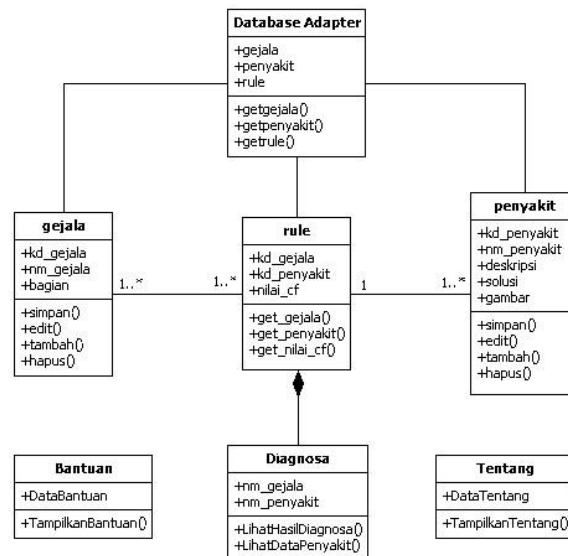 Database Adapter
+gejala
+penyakit
+rule
+getgejala()
+getpenyakit()
+getrule()
gejala
+kd_gejala
+nm_gejala
+bagian
+simpan()
+edit()
+tambah()
+hapus()
1..*
1..*
rule
+kd_gejala
+kd_penyakit
+nilai_cf
+get_gejala()
+get_penyakit()
+get_nilai_cf()
1
1..*
penyakit
+kd_penyakit
+nm_penyakit
+deskripsi
+solusi
+gambar
+simpan()
+edit()
+tambah()
+hapus()
Bantuan
+DataBantuan
+TampilkanBantuan()
Diagnosa
+nm_gejala
+nm_penyakit
+LihatHasilDiagnosa()
+LihatDataPenyakit()
Tentang
+DataTentang
+TampilkanTentang()